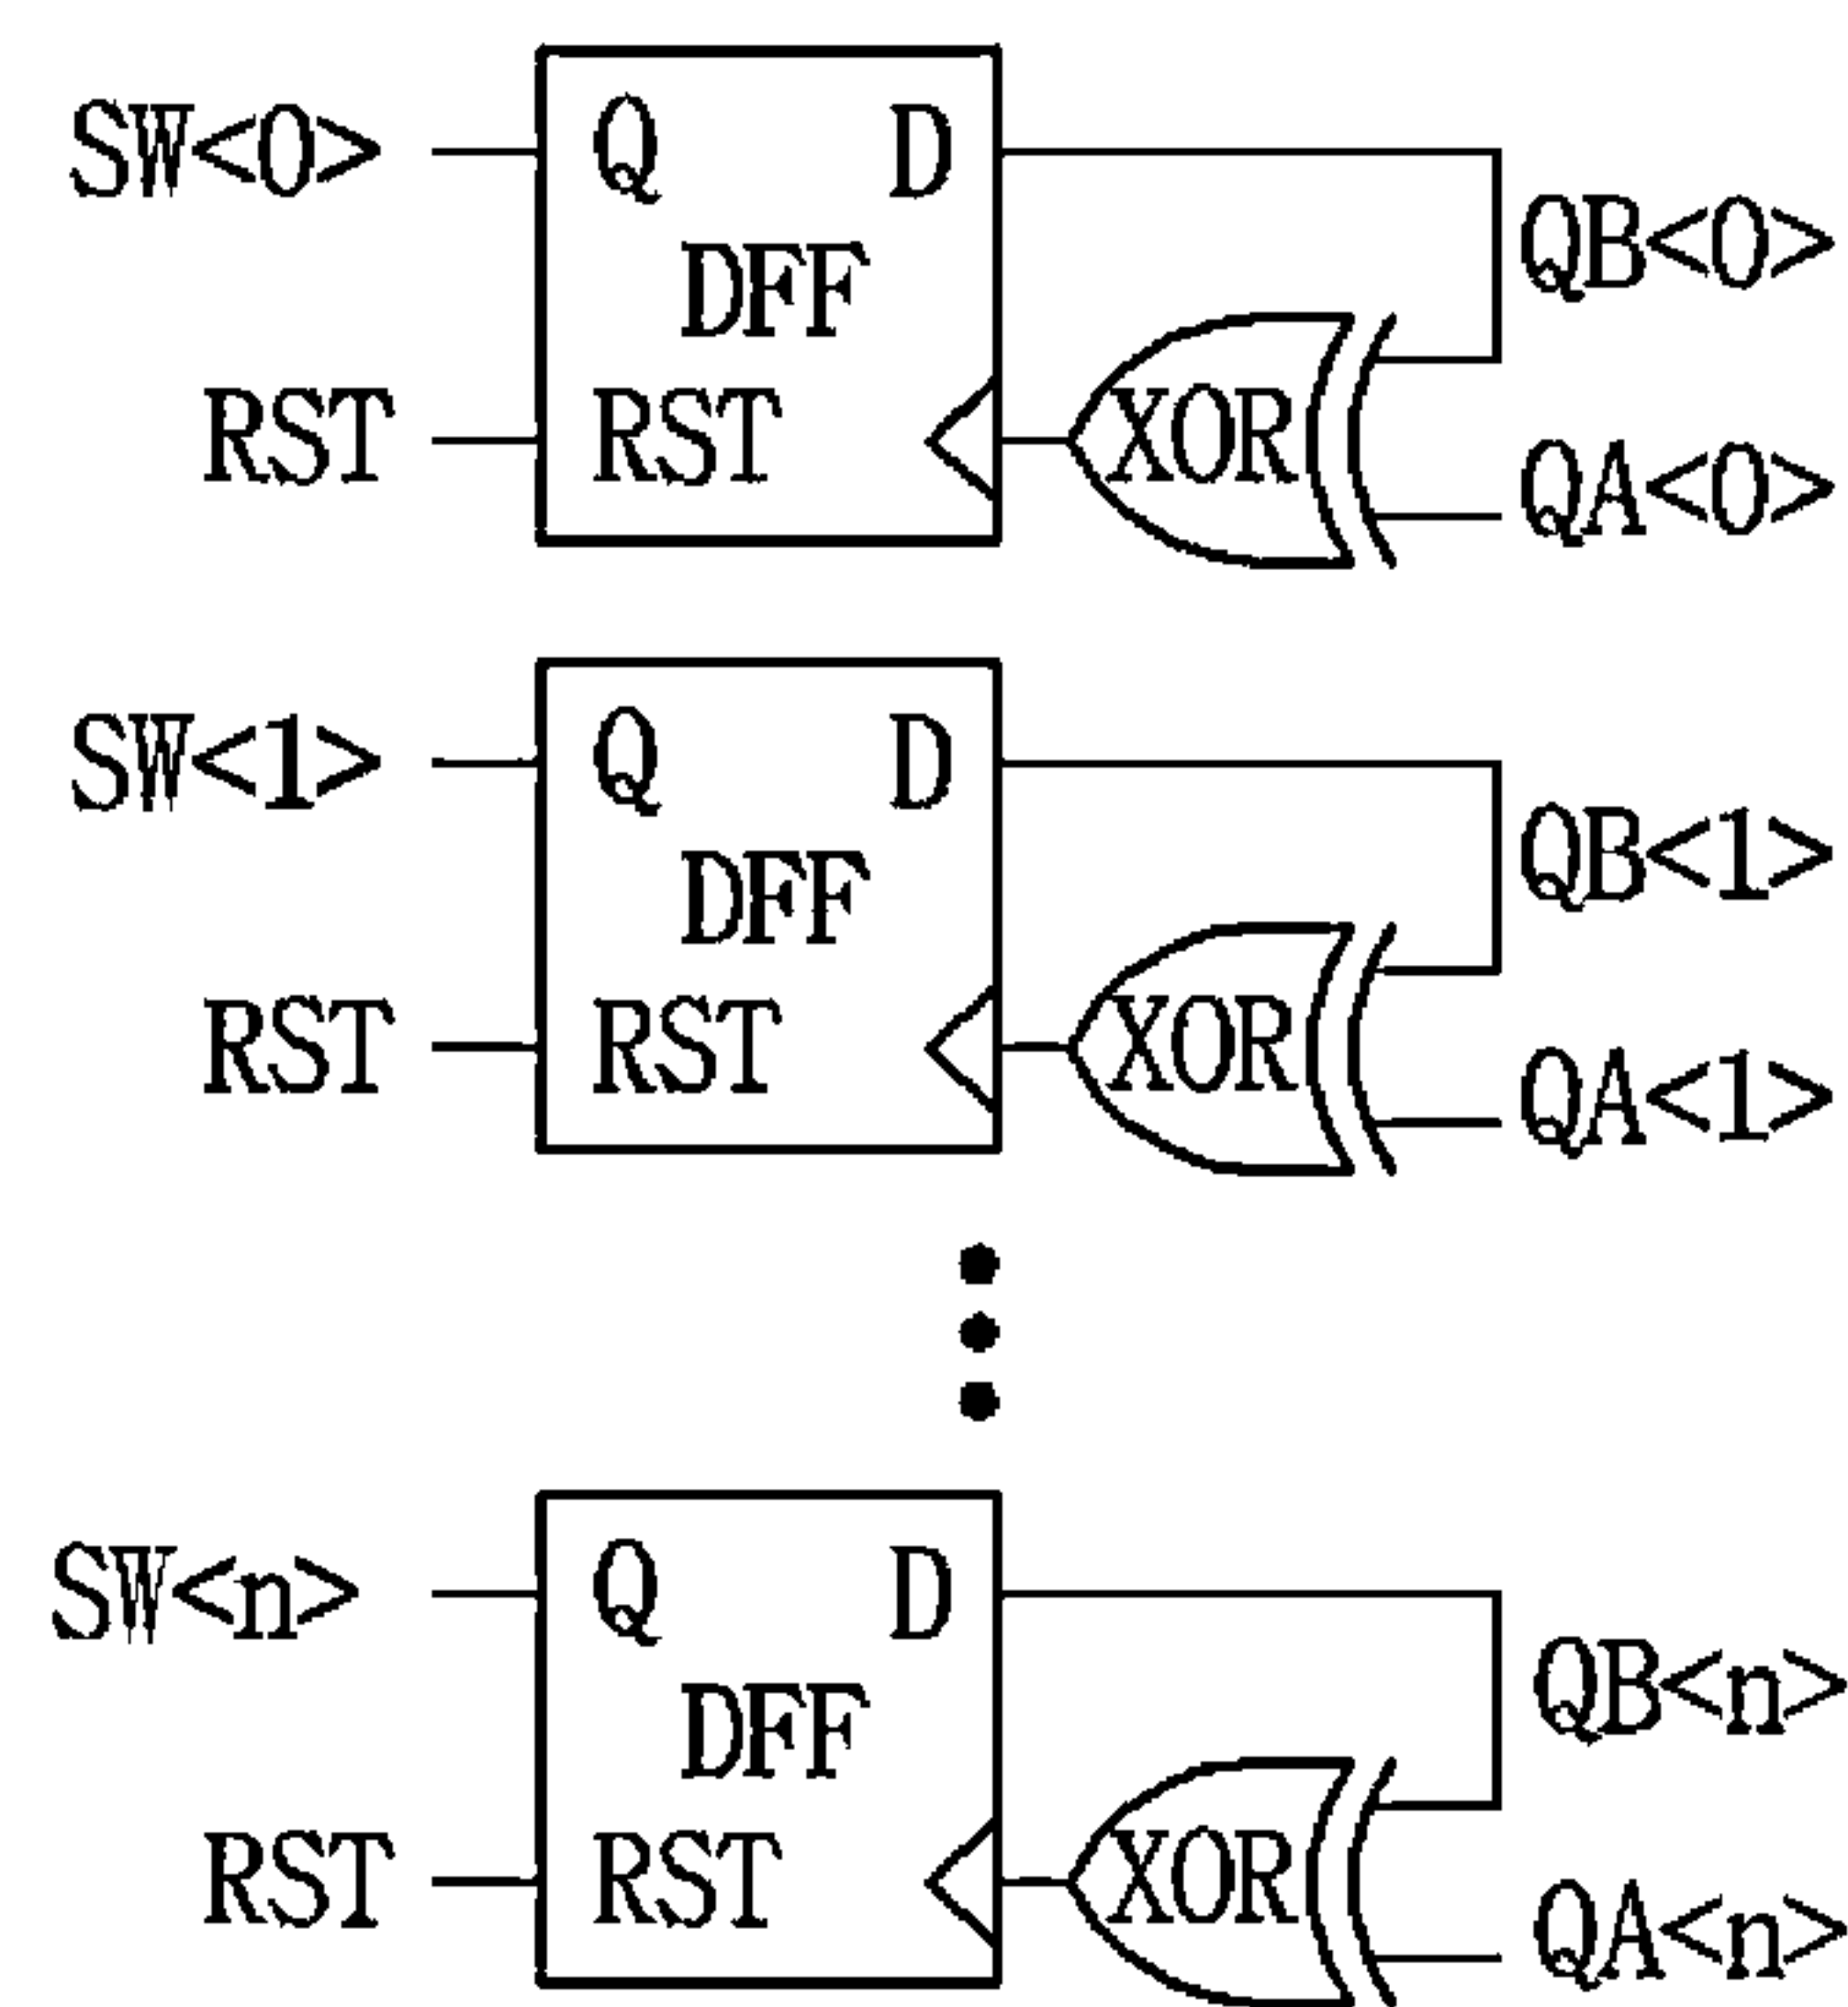 SW<0>
Q
D
QB<0>
DFF
RST
RST
XOR
QA<0>
SW<1>
Q
D
QB<1>
DFF
RST
RST
XOR
QA<1>
SW<n>
Q
D
QB<n>
DFF
RST
RST
XOR
QA<n>